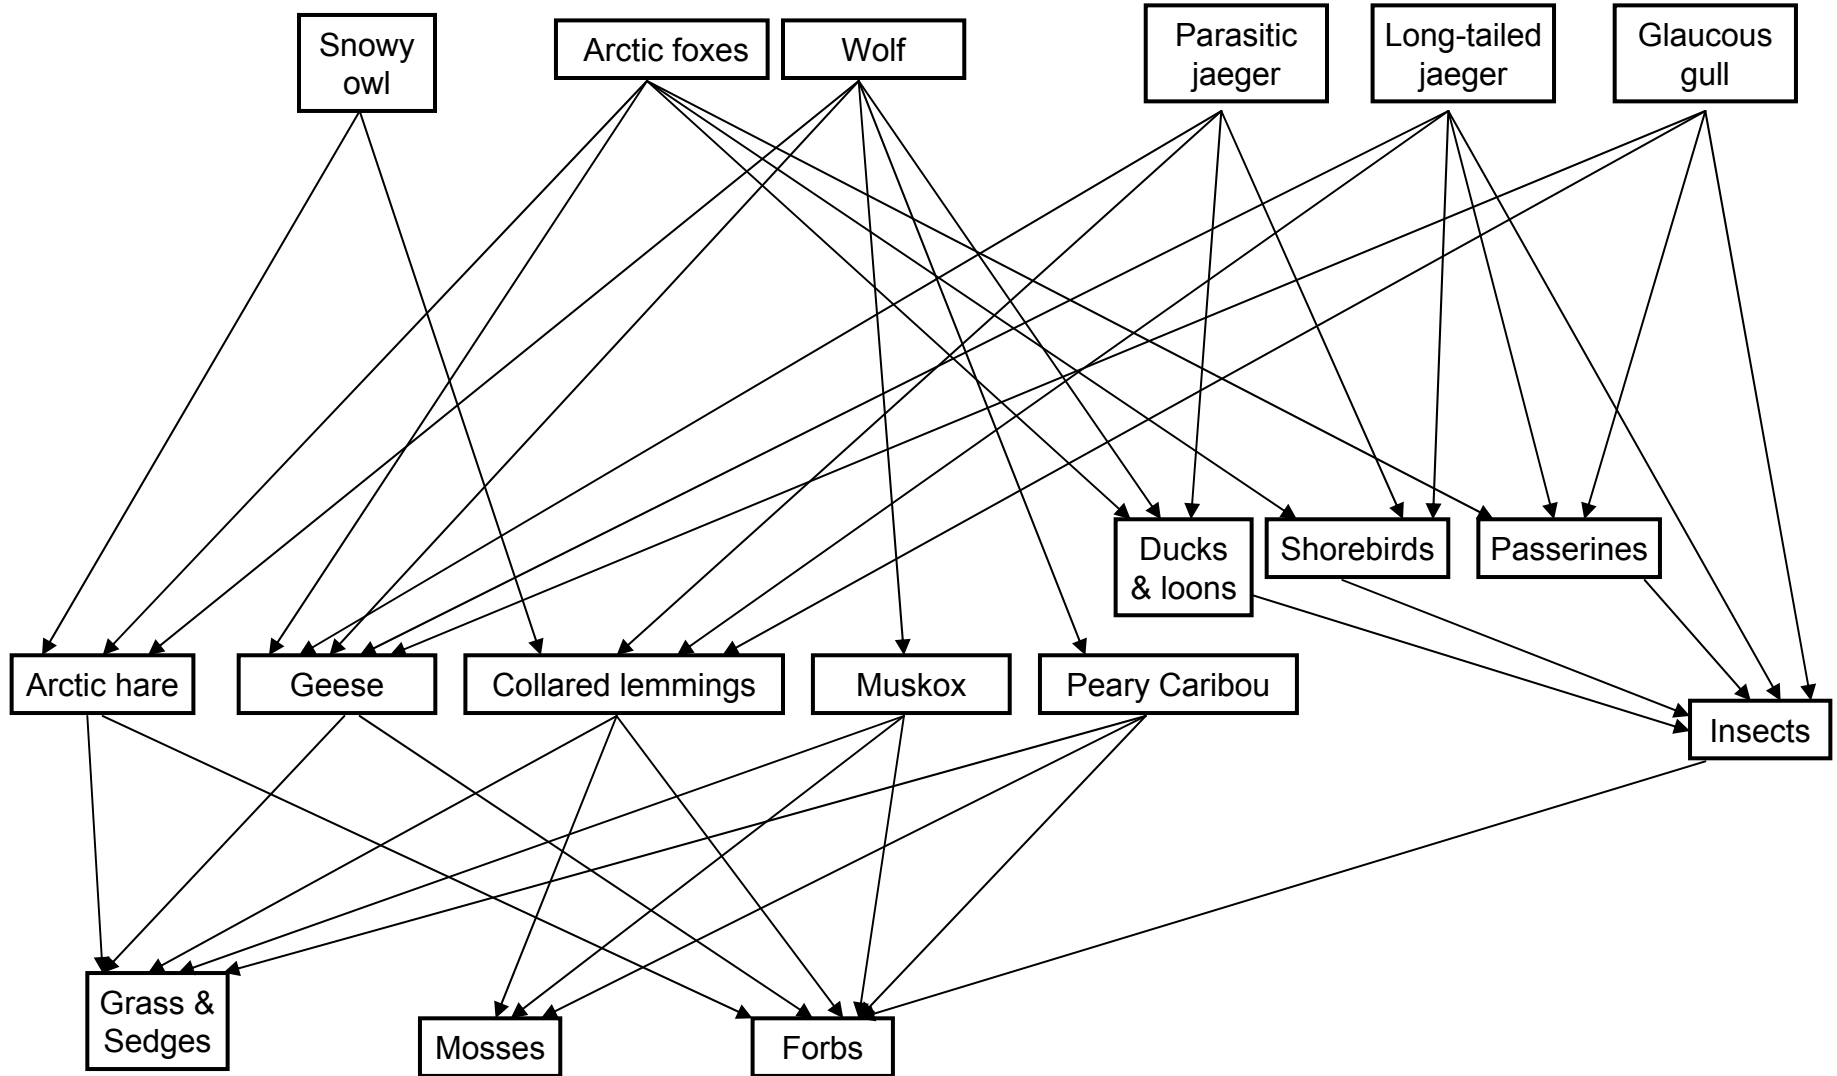 Snowy
owl
Arctic foxes
Wolf
Parasitic
jaeger
Long-tailed
jaeger
Glaucous
gull
Ducks
& loons
Shorebirds
Passerines
Arctic hare
Geese
Collared lemmings
Muskox
Peary Caribou
Insects
Grass &
Sedges
Mosses
Forbs